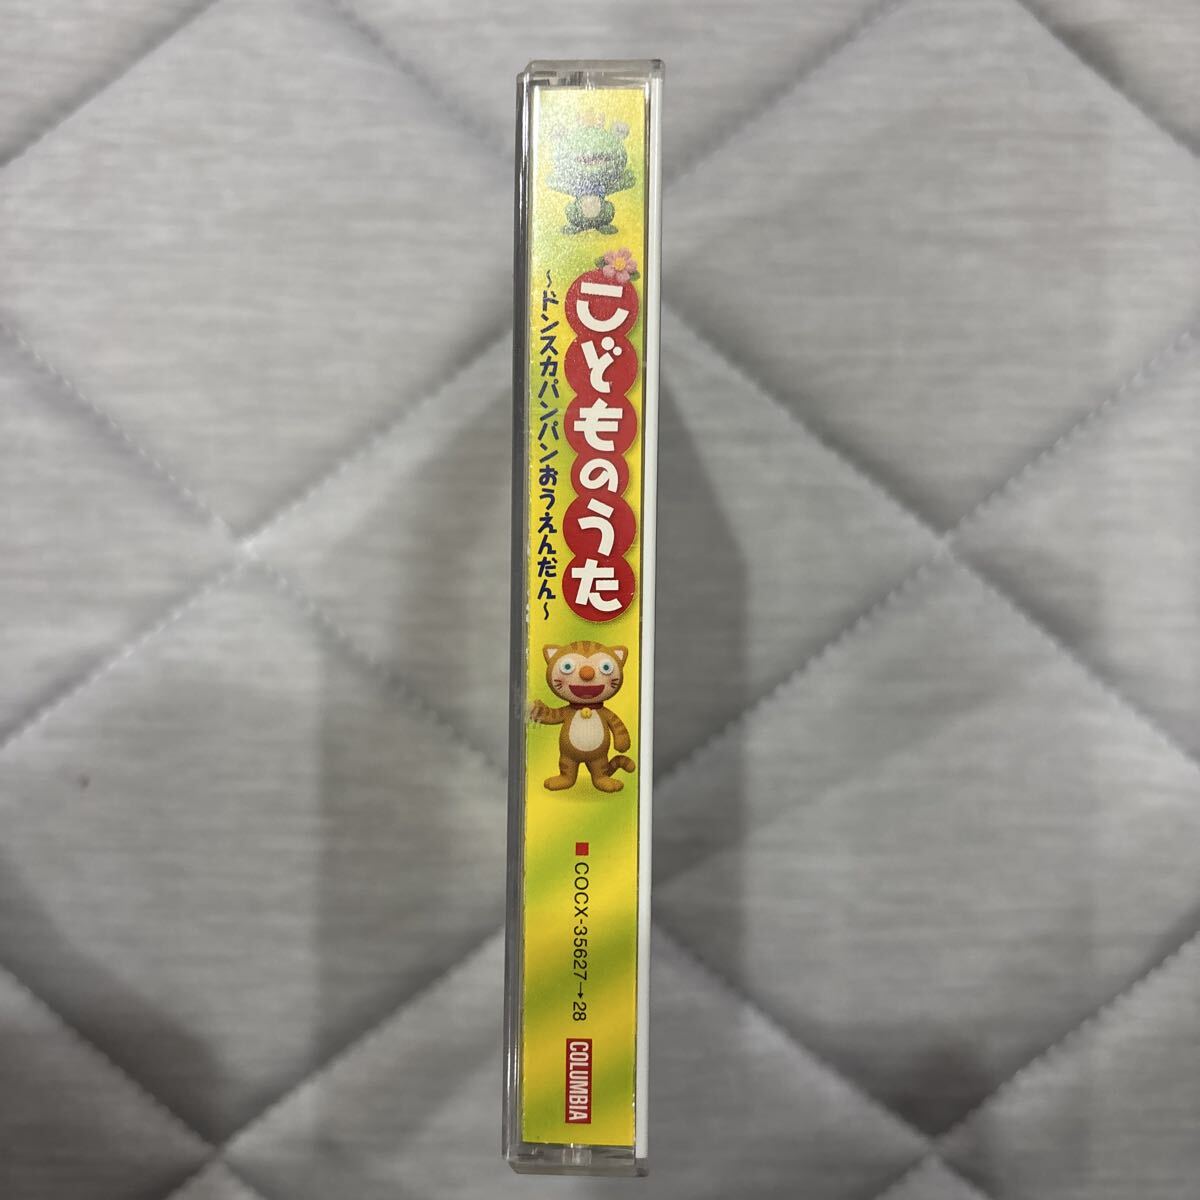 こどものうた
~ドンスカパンパンおうえんだん~
■COCX-35627→28
COLUMBIA